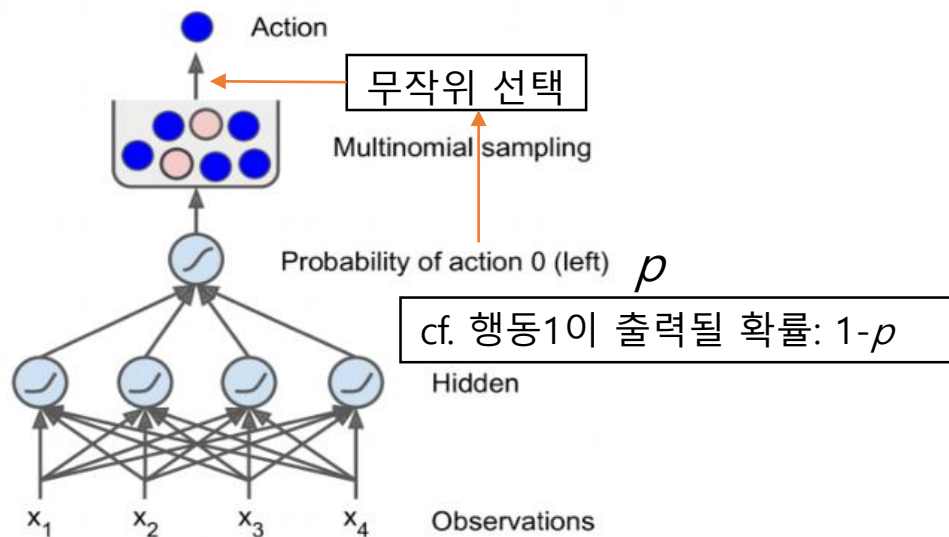 Action
무작위 선택
Multinomial sampling
Probability of action 0 (left) p
cf. 행동1이 출력될 확률: 1-p
Hidden
x1 x2 x3 x4 Observations